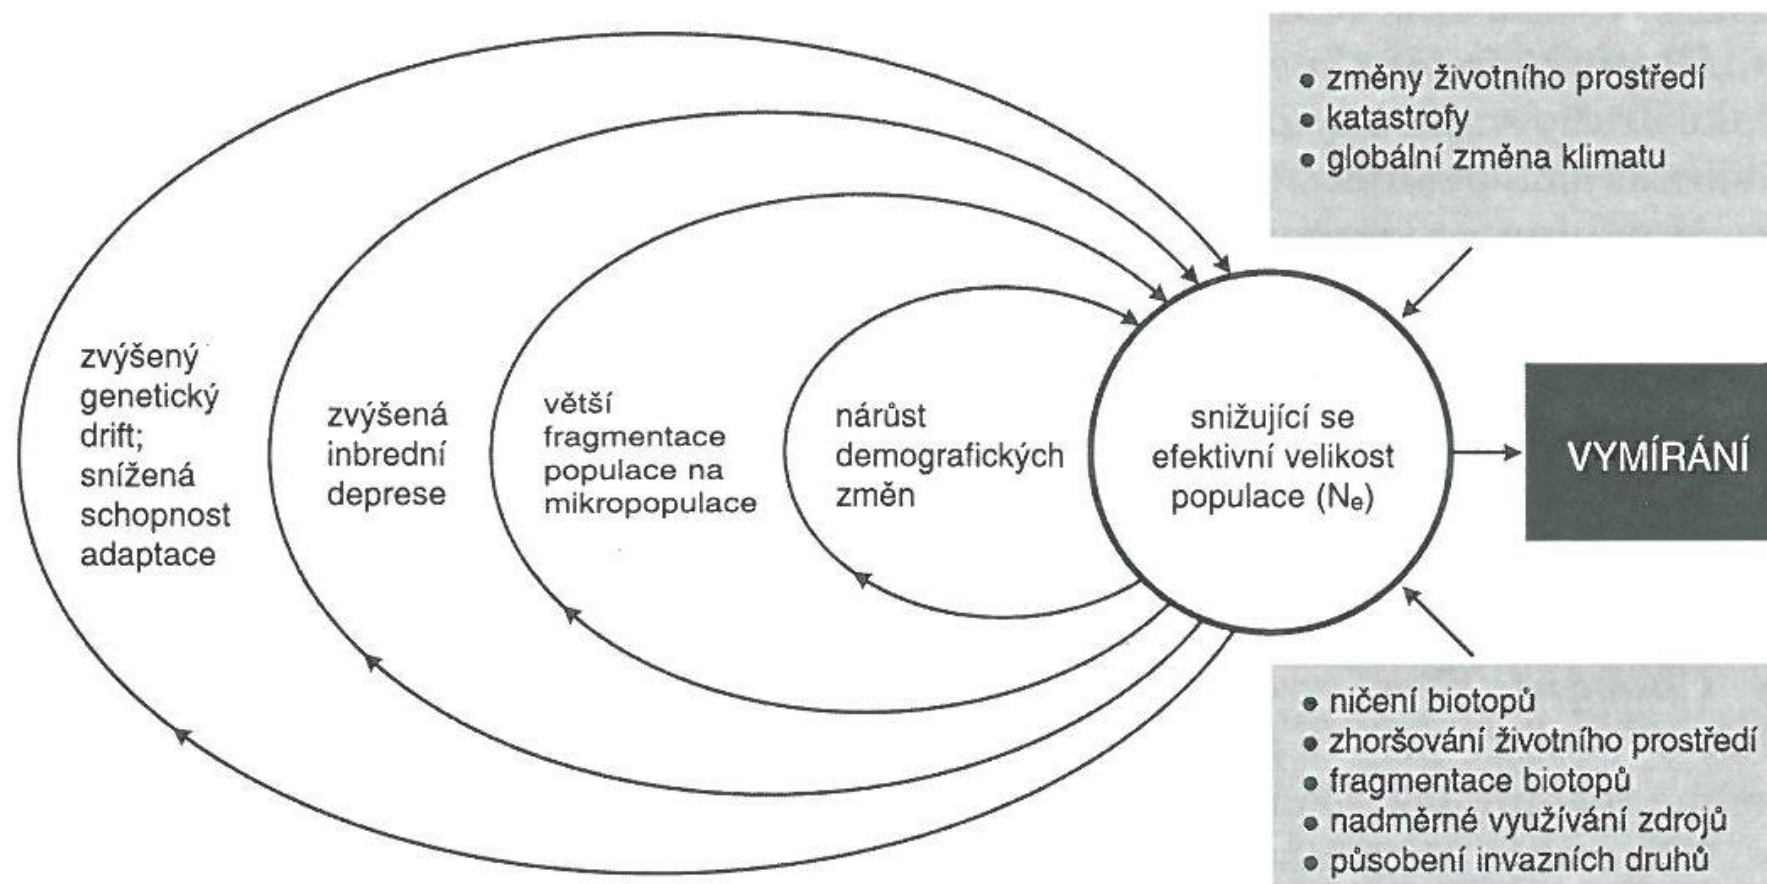 zvýšený
genetický
drift;
snížená
schopnost
adaptace
zvýšená
inbrední
deprese
větší
fragmentace
populace na
mikropopulace
nárůst
demografických
změn
snižující se
efektivní velikost
populace (Ne)
• změny životního prostředí
• katastrofy
• globální změna klimatu
VYMÍRÁNÍ
• ničení biotopů
• zhoršování životního prostředí
• fragmentace biotopů
• nadměrné využívání zdrojů
• působení invazních druhů